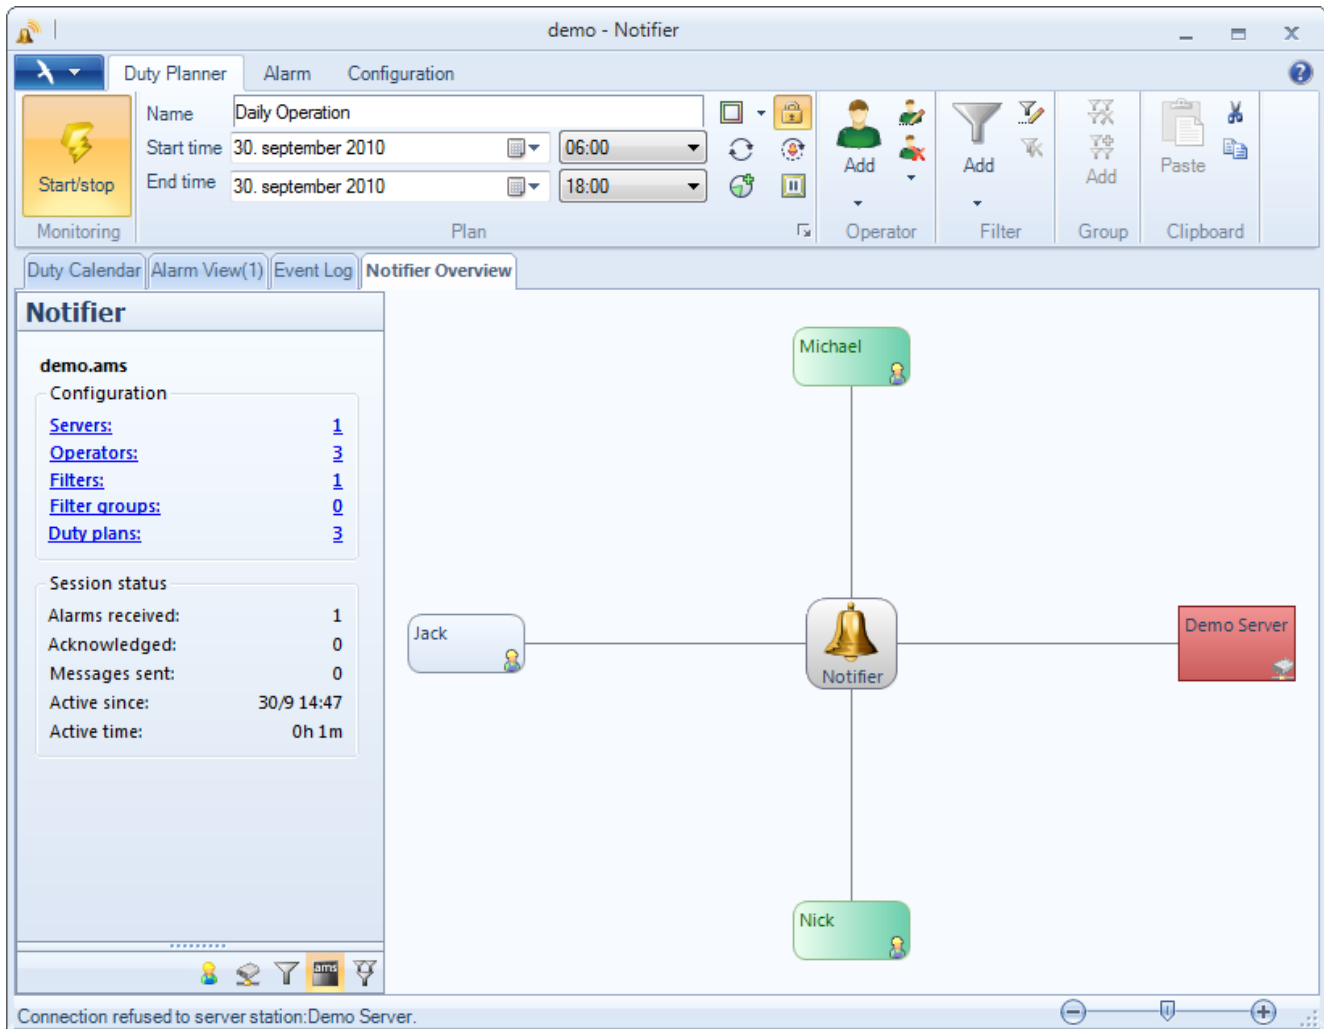 demo - Notifier
Duty Planner Alarm Configuration
Name Daily Operation
Start time 30. september 2010 06:00
End time 30. september 2010 18:00
Start/stop
Add Add Add Paste
Monitoring Plan Operator Filter Group Clipboard
Duty Calendar Alarm View(1) Event Log Notifier Overview
Notifier
demo.ams
Configuration
Servers: 1
Operators: 3
Filters: 1
Filter groups: 0
Duty plans: 3
Session status
Alarms received: 1
Acknowledged: 0
Messages sent: 0
Active since: 30/9 14:47
Active time: 0h 1m
Michael
Jack
Notifier
Demo Server
Nick
ams
Connection refused to server station:Demo Server.